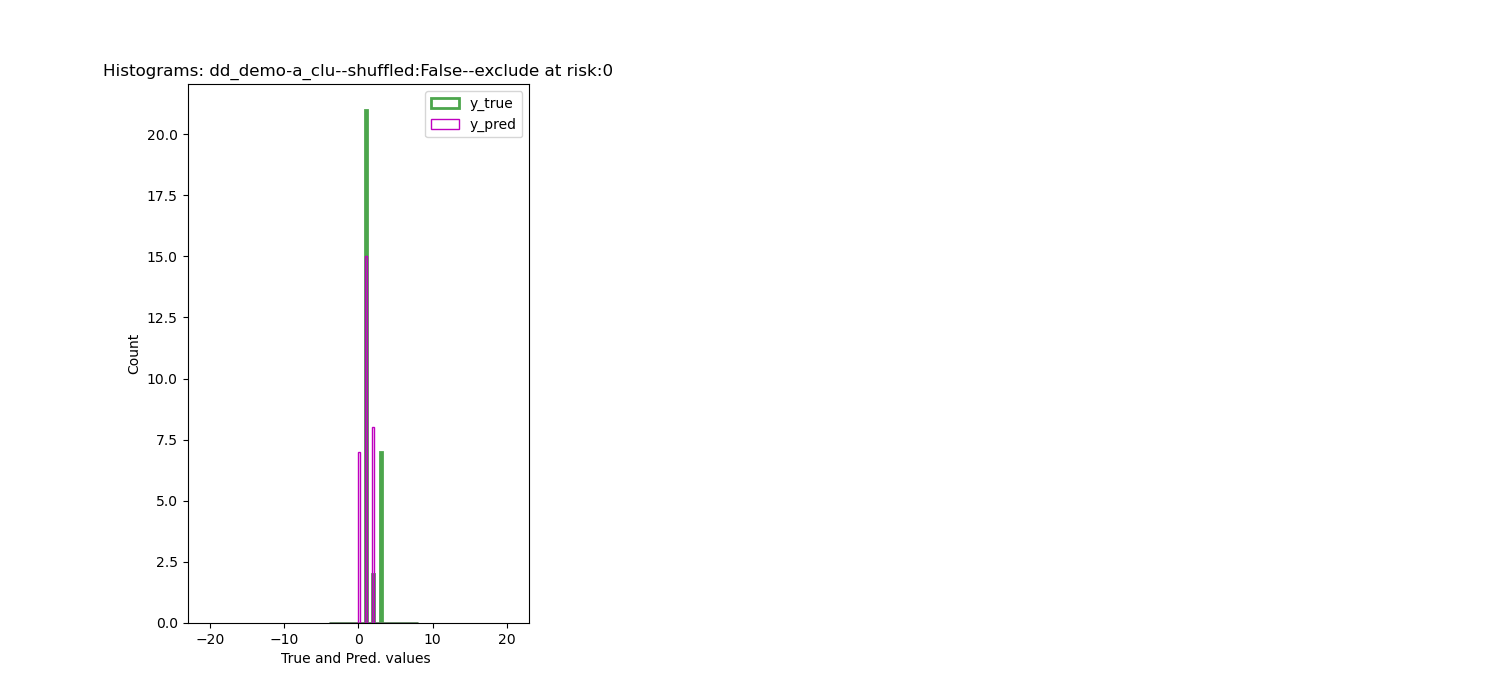 Histograms: dd_demo-a_clu--shuffled:False--exclude at risk:0
y_true
y_pred
20.0
17.5
15.0
12.5
10.0
7.5
5.0
2.5
0.0
Count
−20
−10
0
10
20
True and Pred. values